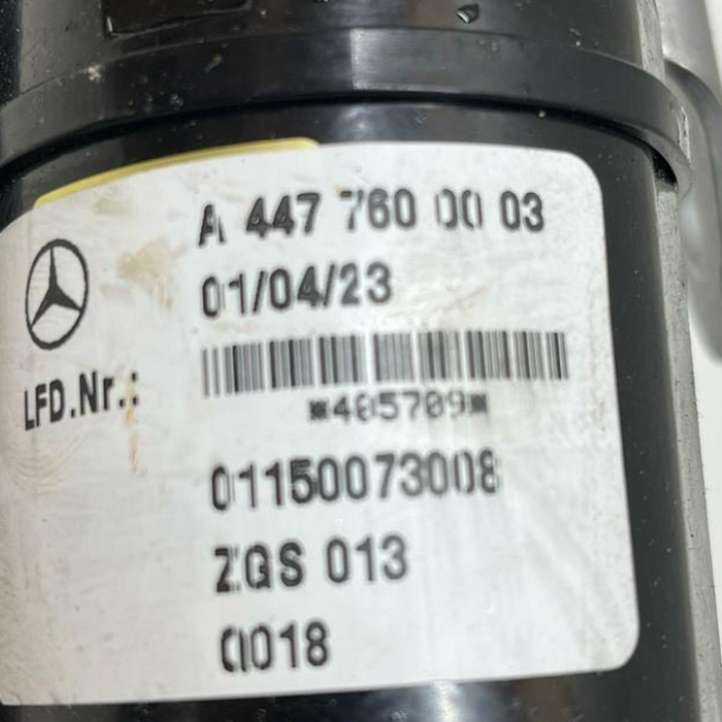 A 447 760 00 03
01/04/23
LFD.Nr.:
*405709*
01150073008
ZGS 013
0018